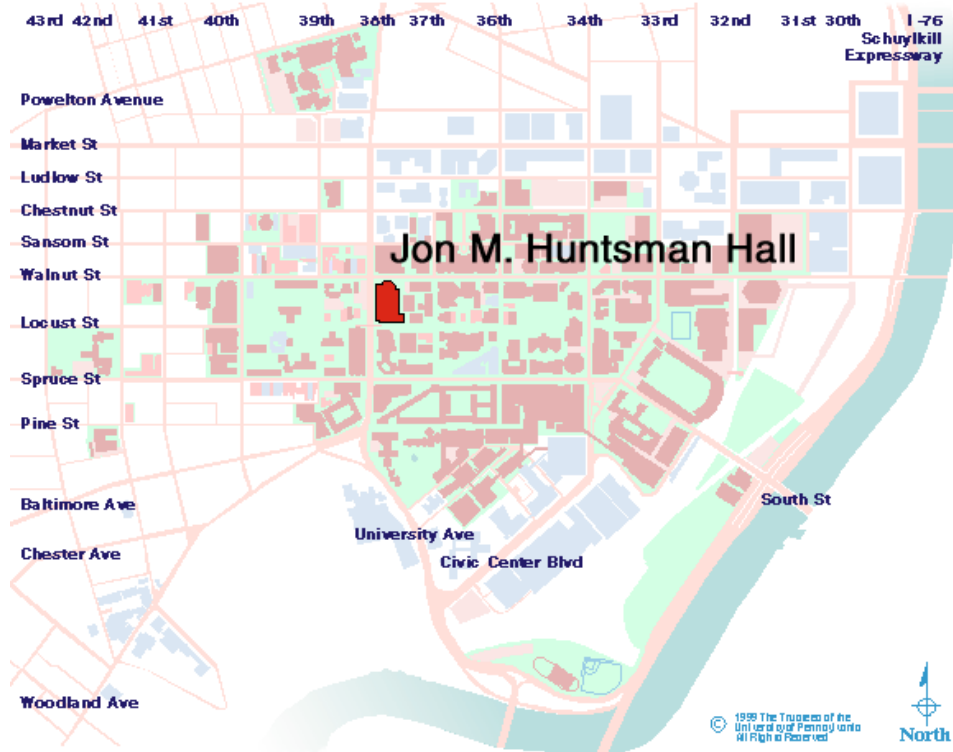 43rd 42nd 41st 40th 39th 38th 37th 36th 34th 33rd 32nd 31st 30th I -76
Schuylkill
Expressway
Powelton Avenue
Market St
Ludlow St
Chestnut St
Sansom St
Jon M. Huntsman Hall
Walnut St
Locust St
Spruce St
Pine St
Baltimore Ave
South St
University Ave
Chester Ave
Civic Center Blvd
Woodland Ave
© 1999 The Trustees of the
University of Pennsylvania
All Rights Reserved
North